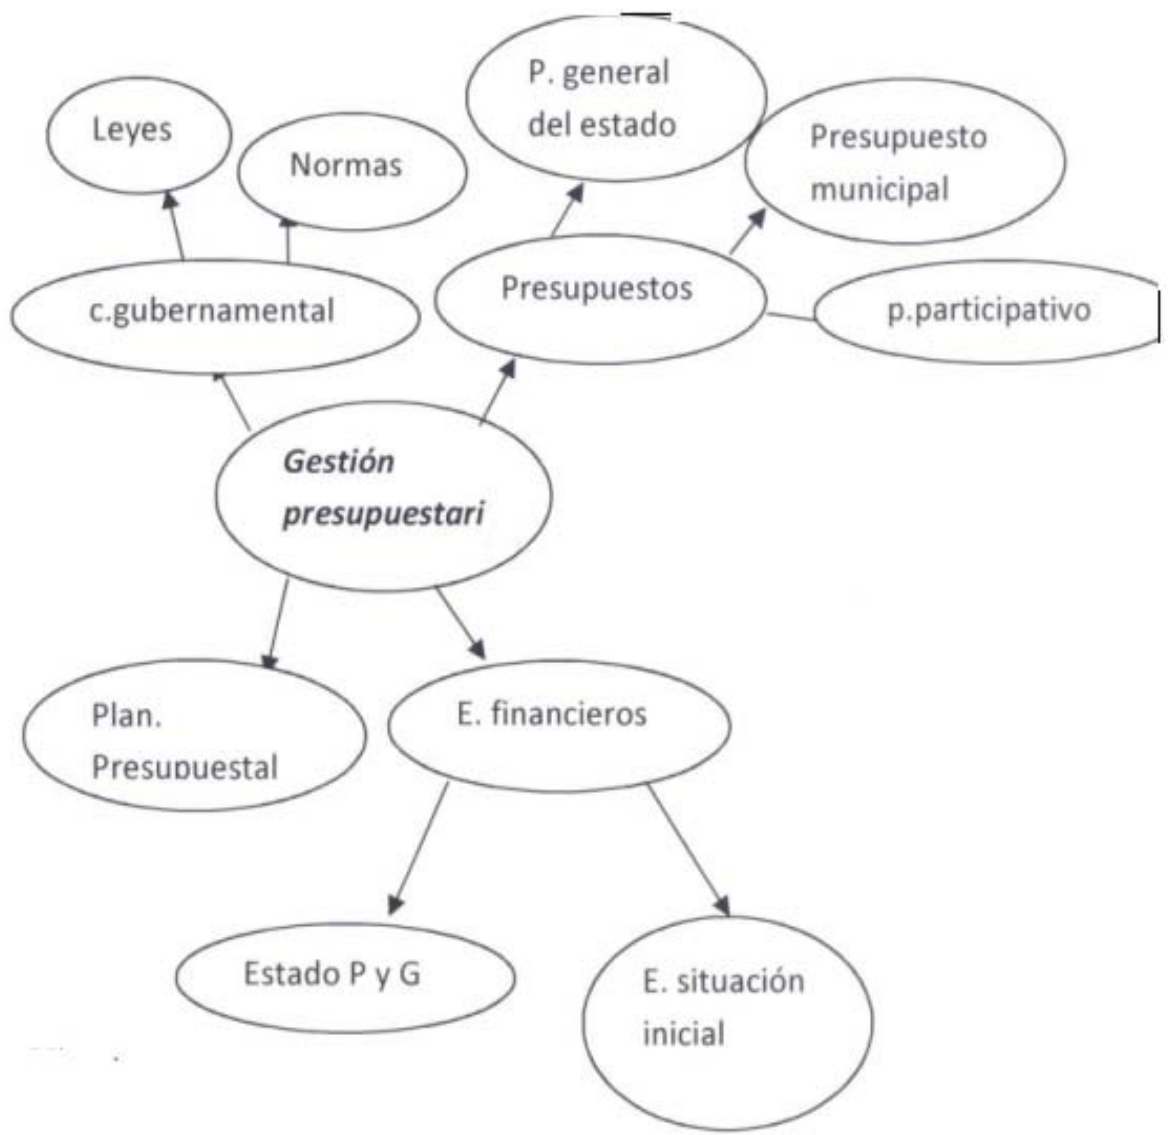 P. general
del estado
Leyes
Normas
Presupuesto
municipal
c.gubernamental
Presupuestos
p.participativo
Gestión
presupuestari
Plan.
Presupuestal
E. financieros
Estado P y G
E. situación
inicial